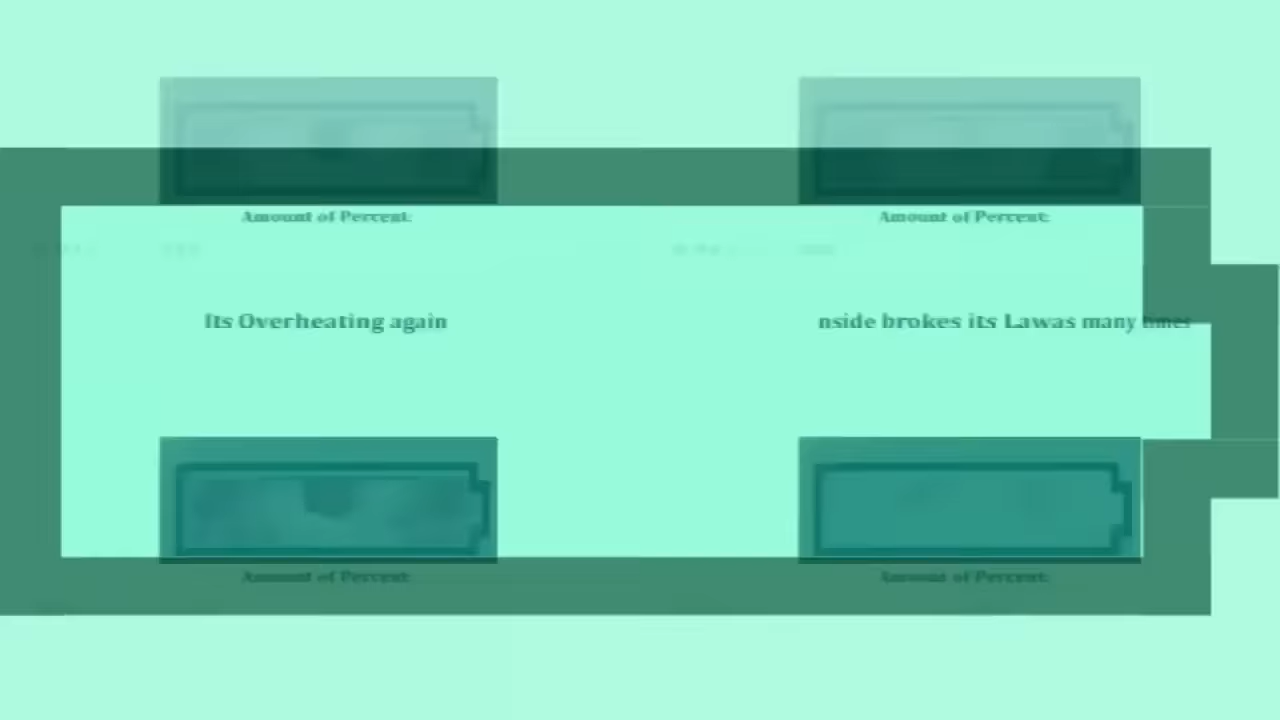 Amount of Percent:
Amount of Percent:
Its Overheating again
nside brokes its Lawas many times
Amount of Percent:
Amount of Percent: